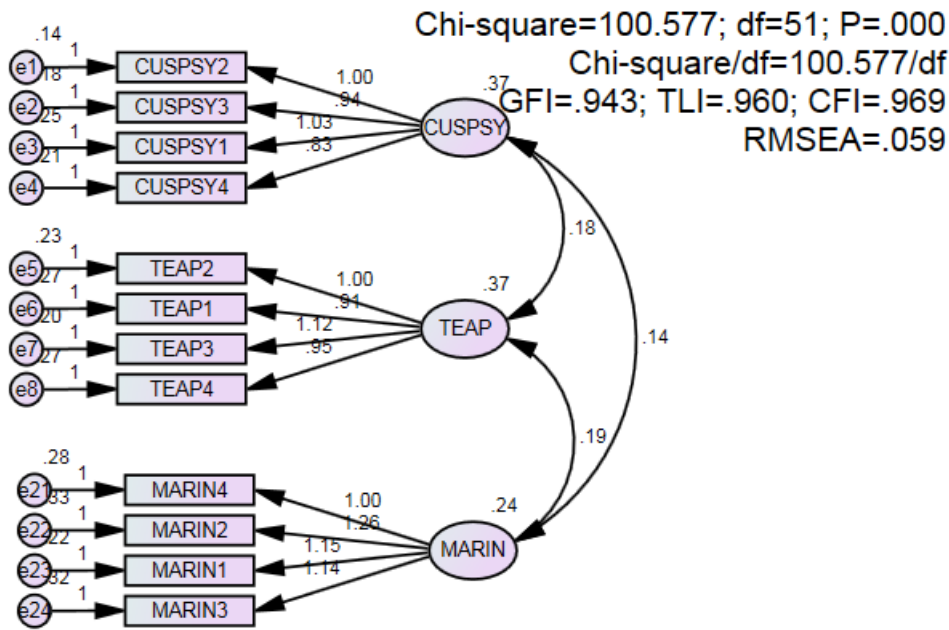 Chi-square=100.577; df=51; P=.000
Chi-square/df=100.577/df
GFI=.943; TLI=.960; CFI=.969
RMSEA=.059
.14
e1
1
CUSPSY2
1.00
.18
e2
1
CUSPSY3
.94
.25
e3
1
CUSPSY1
1.03
.21
e4
1
CUSPSY4
.83
.37
CUSPSY
.18
.14
.23
e5
1
TEAP2
1.00
.27
e6
1
TEAP1
.91
.20
e7
1
TEAP3
1.12
.27
e8
1
TEAP4
.95
.37
TEAP
.19
.28
e21
1
MARIN4
1.00
.33
e22
1
MARIN2
1.26
.22
e23
1
MARIN1
1.15
.32
e24
1
MARIN3
1.14
.24
MARIN